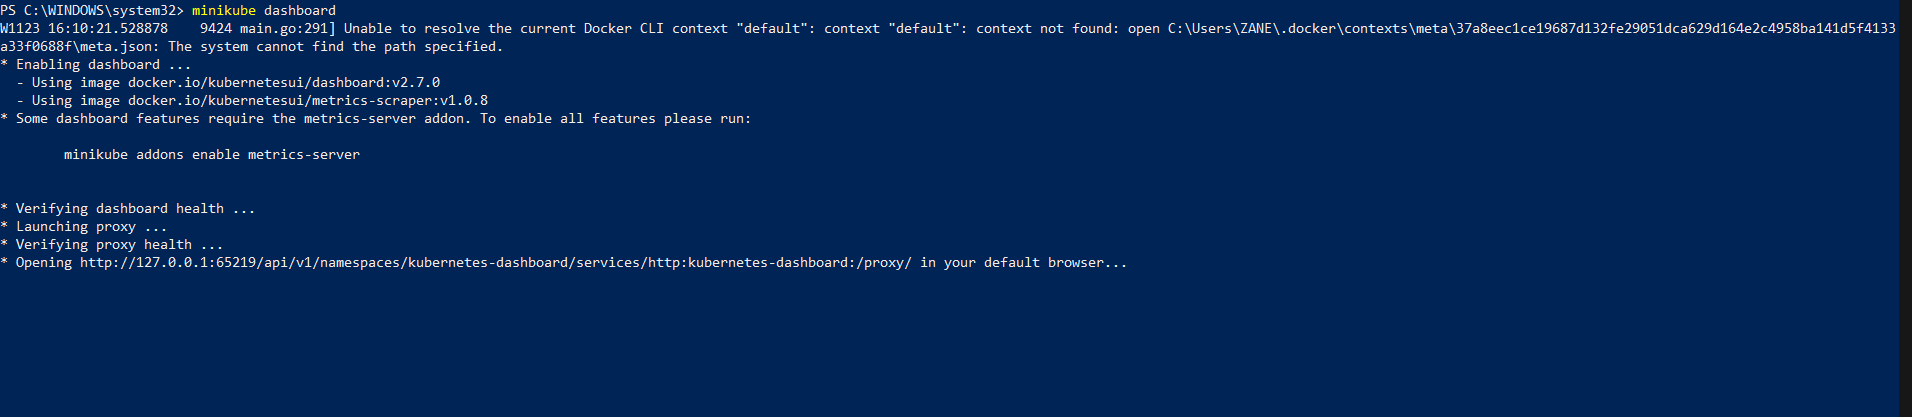 PS C:\WINDOWS\system32> minikube dashboard
W1123 16:10:21.528878    9424 main.go:291] Unable to resolve the current Docker CLI context "default": context "default": context not found: open C:\Users\ZANE\.docker\contexts\meta\37a8eec1ce19687d132fe29051dca629d164e2c4958ba141d5f4133
a33f0688f\meta.json: The system cannot find the path specified.
* Enabling dashboard ...
  - Using image docker.io/kubernetesui/dashboard:v2.7.0
  - Using image docker.io/kubernetesui/metrics-scraper:v1.0.8
* Some dashboard features require the metrics-server addon. To enable all features please run:
        minikube addons enable metrics-server
* Verifying dashboard health ...
* Launching proxy ...
* Verifying proxy health ...
* Opening http://127.0.0.1:65219/api/v1/namespaces/kubernetes-dashboard/services/http:kubernetes-dashboard:/proxy/ in your default browser...